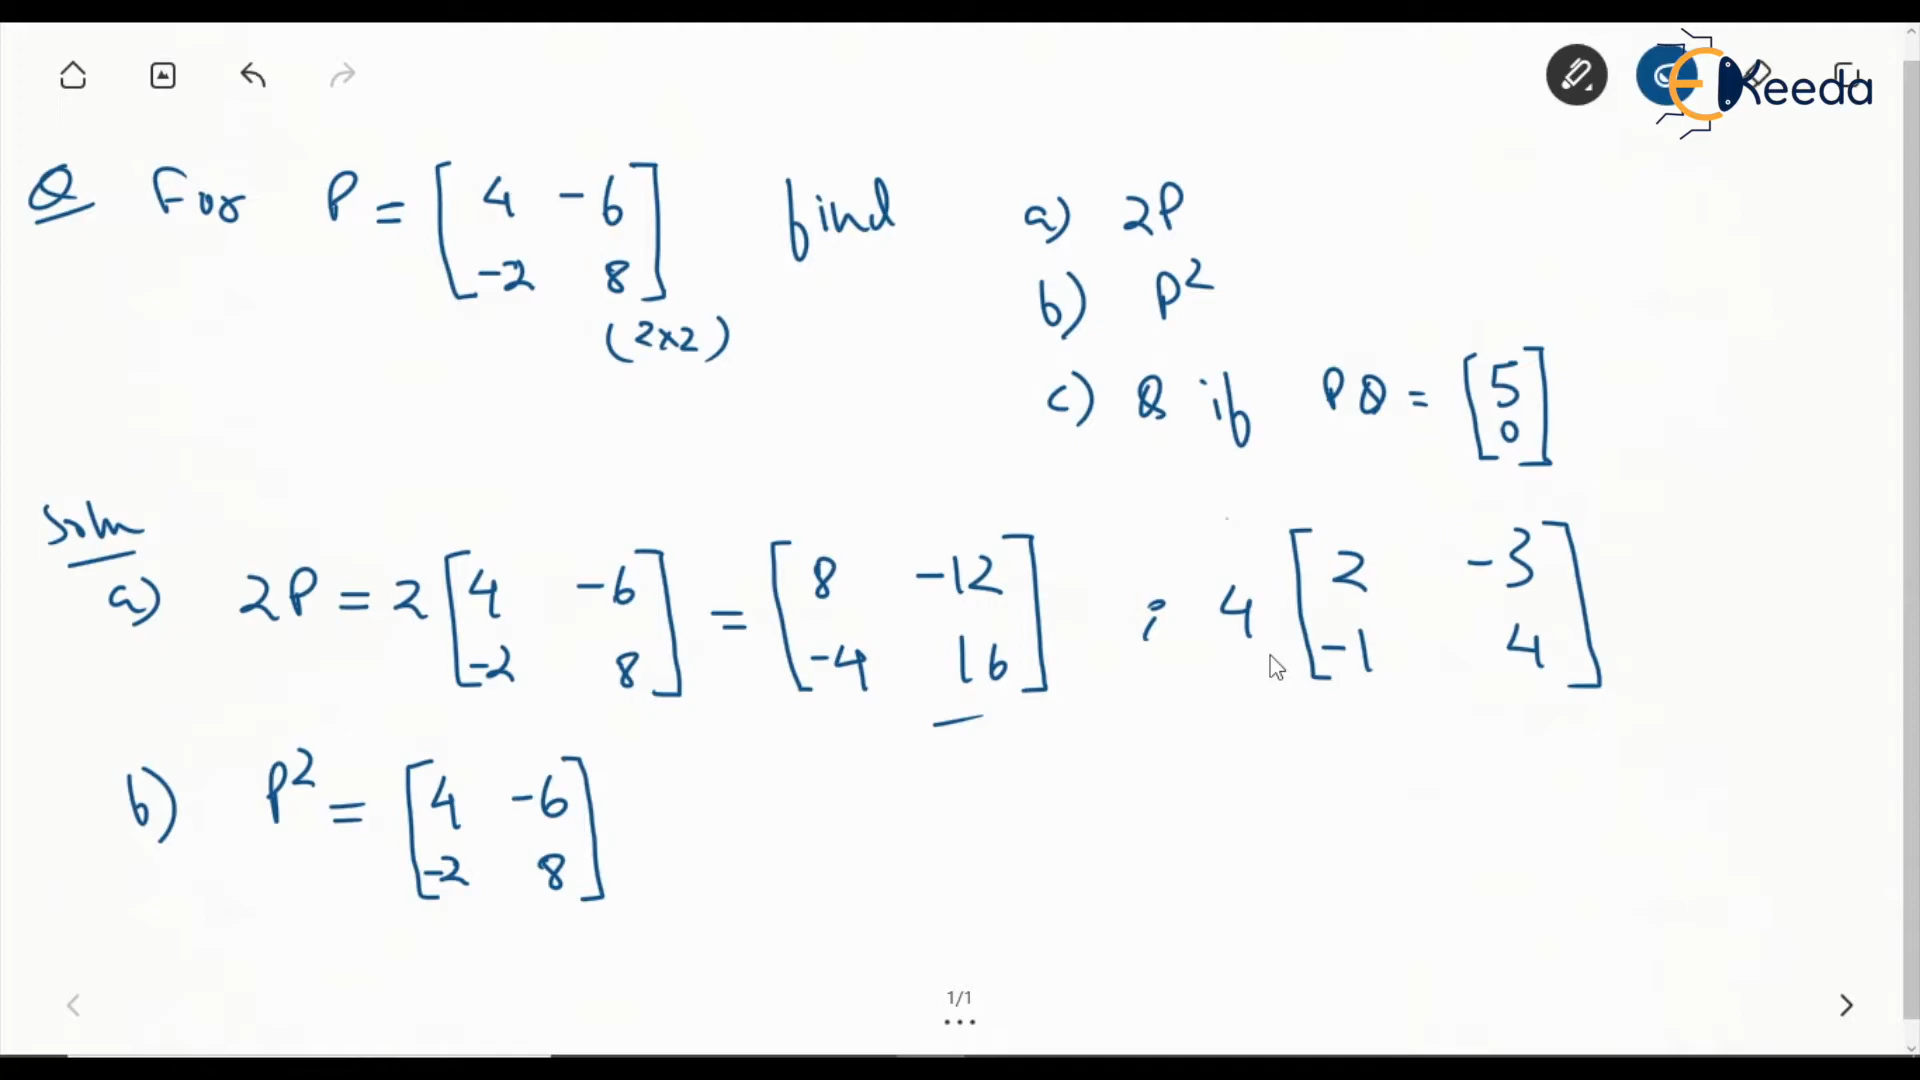 EKeeda
Q For P = [4 -6
-2 8] find a) 2P
(2x2) b) P²
c) Q if PQ = [5
0]
Soln
a) 2P = 2 [4 -6
-2 8] = [8 -12
-4 16] ; 4 [2 -3
-1 4]
b) P² = [4 -6
-2 8]
1/1